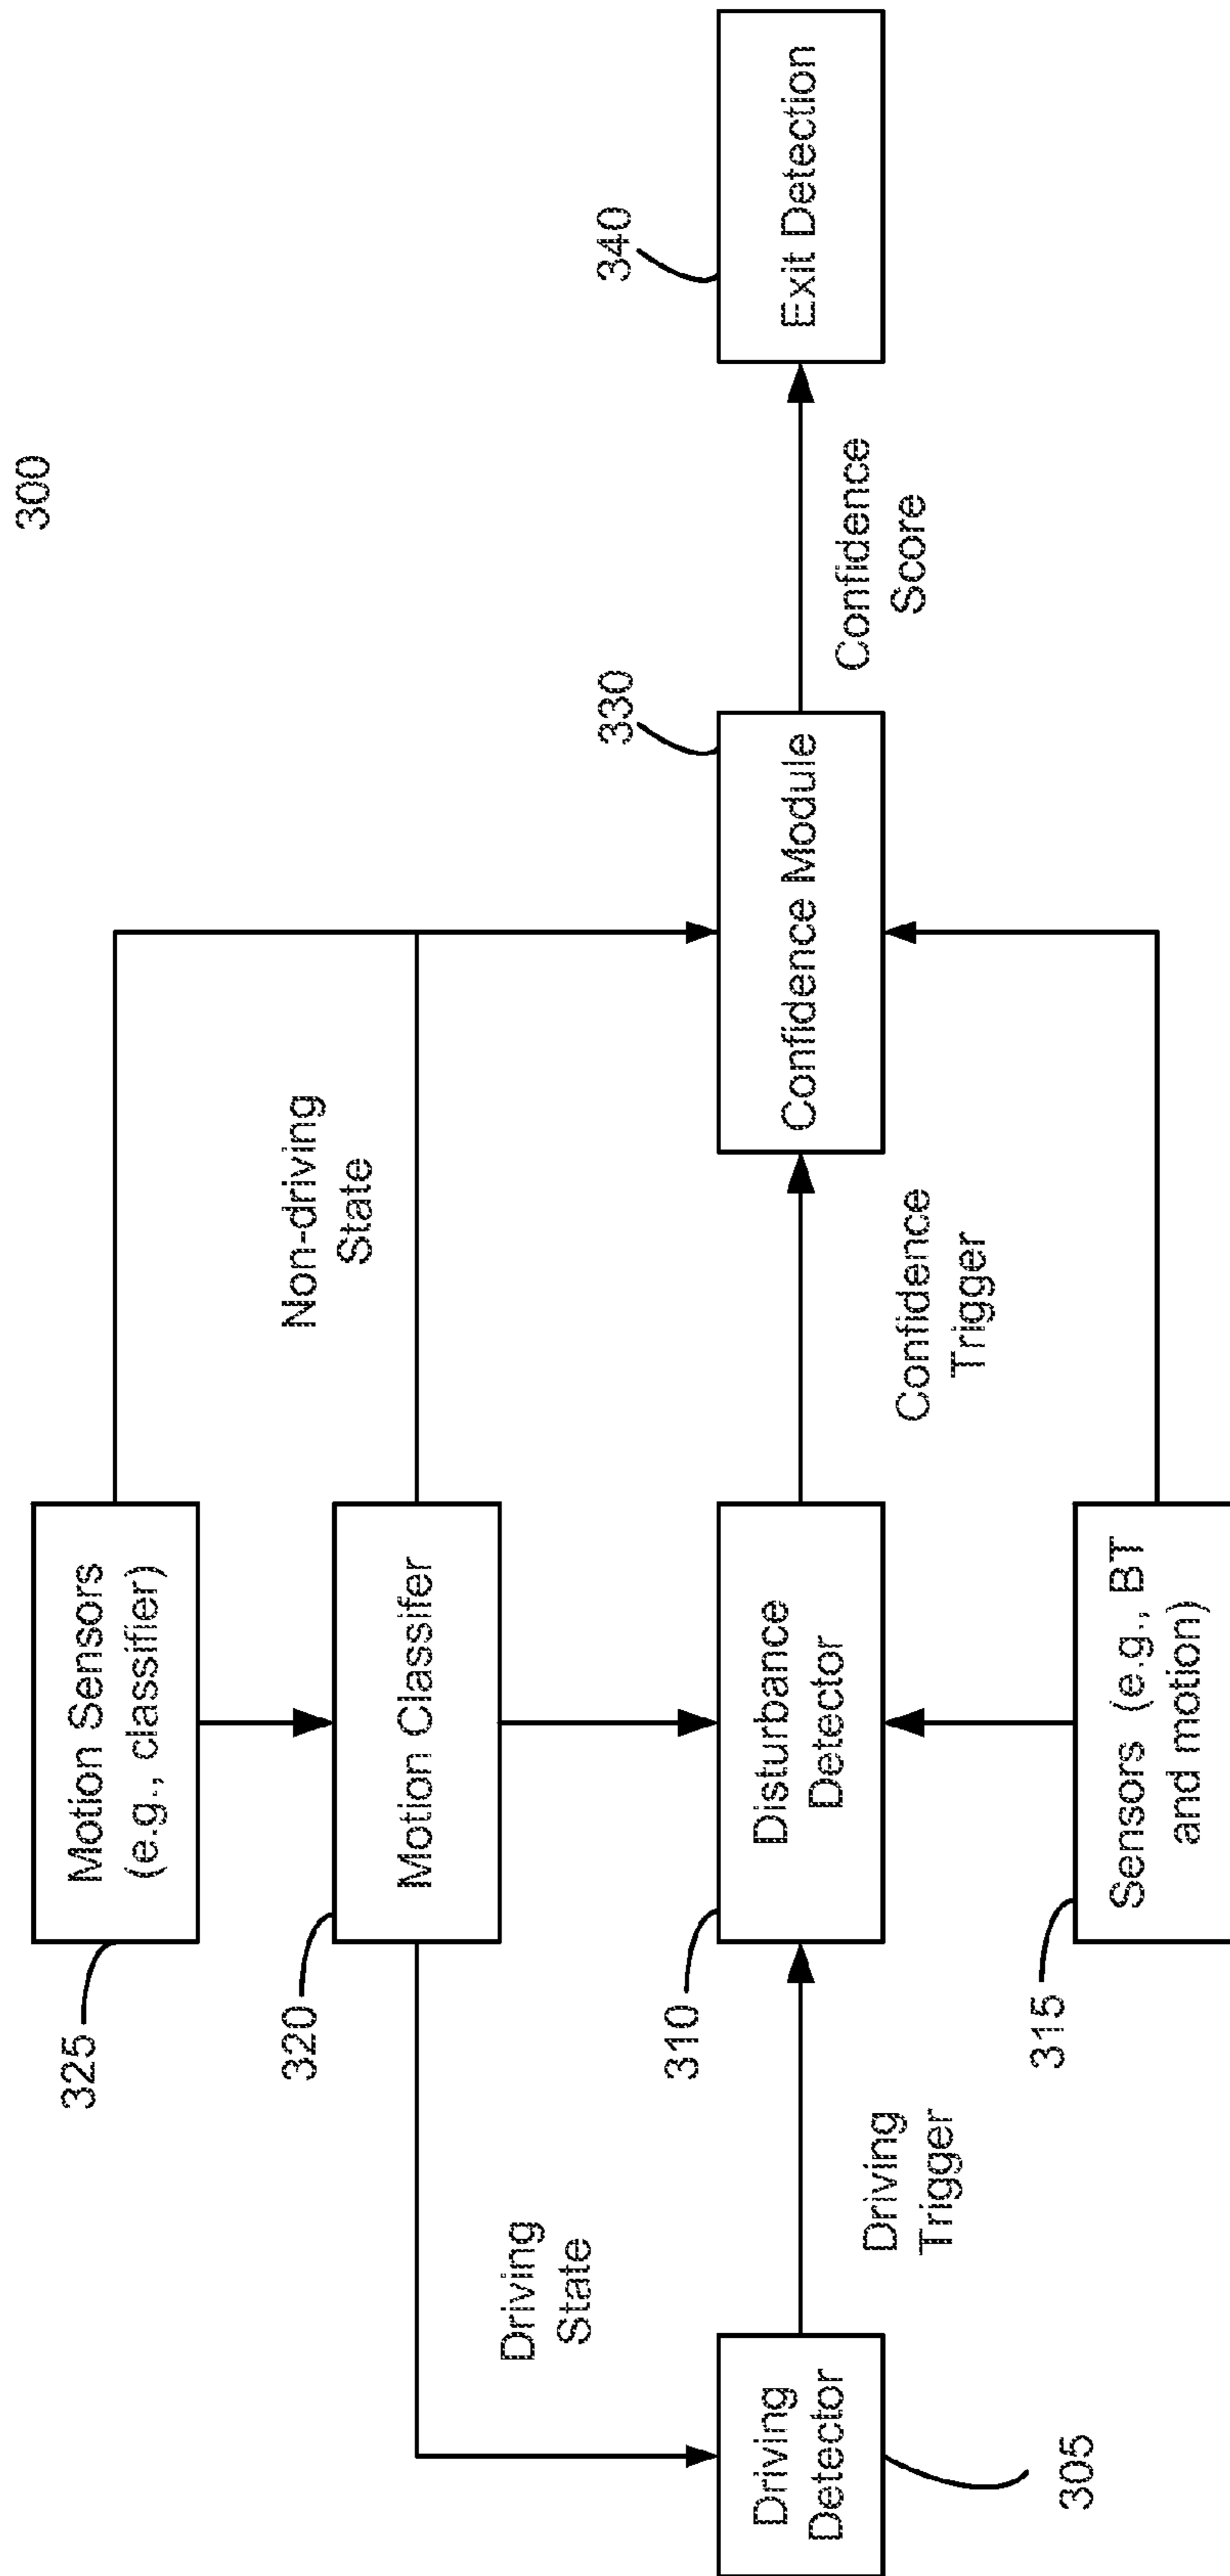 300
325
Motion Sensors
(e.g., classifier)
320
Motion Classifer
Non-driving
State
Driving
State
Driving
Detector
305
Driving
Trigger
310
Disturbance
Detector
Confidence
Trigger
330
Confidence Module
Confidence
Score
340
Exit Detection
315
Sensors (e.g., BT
and motion)